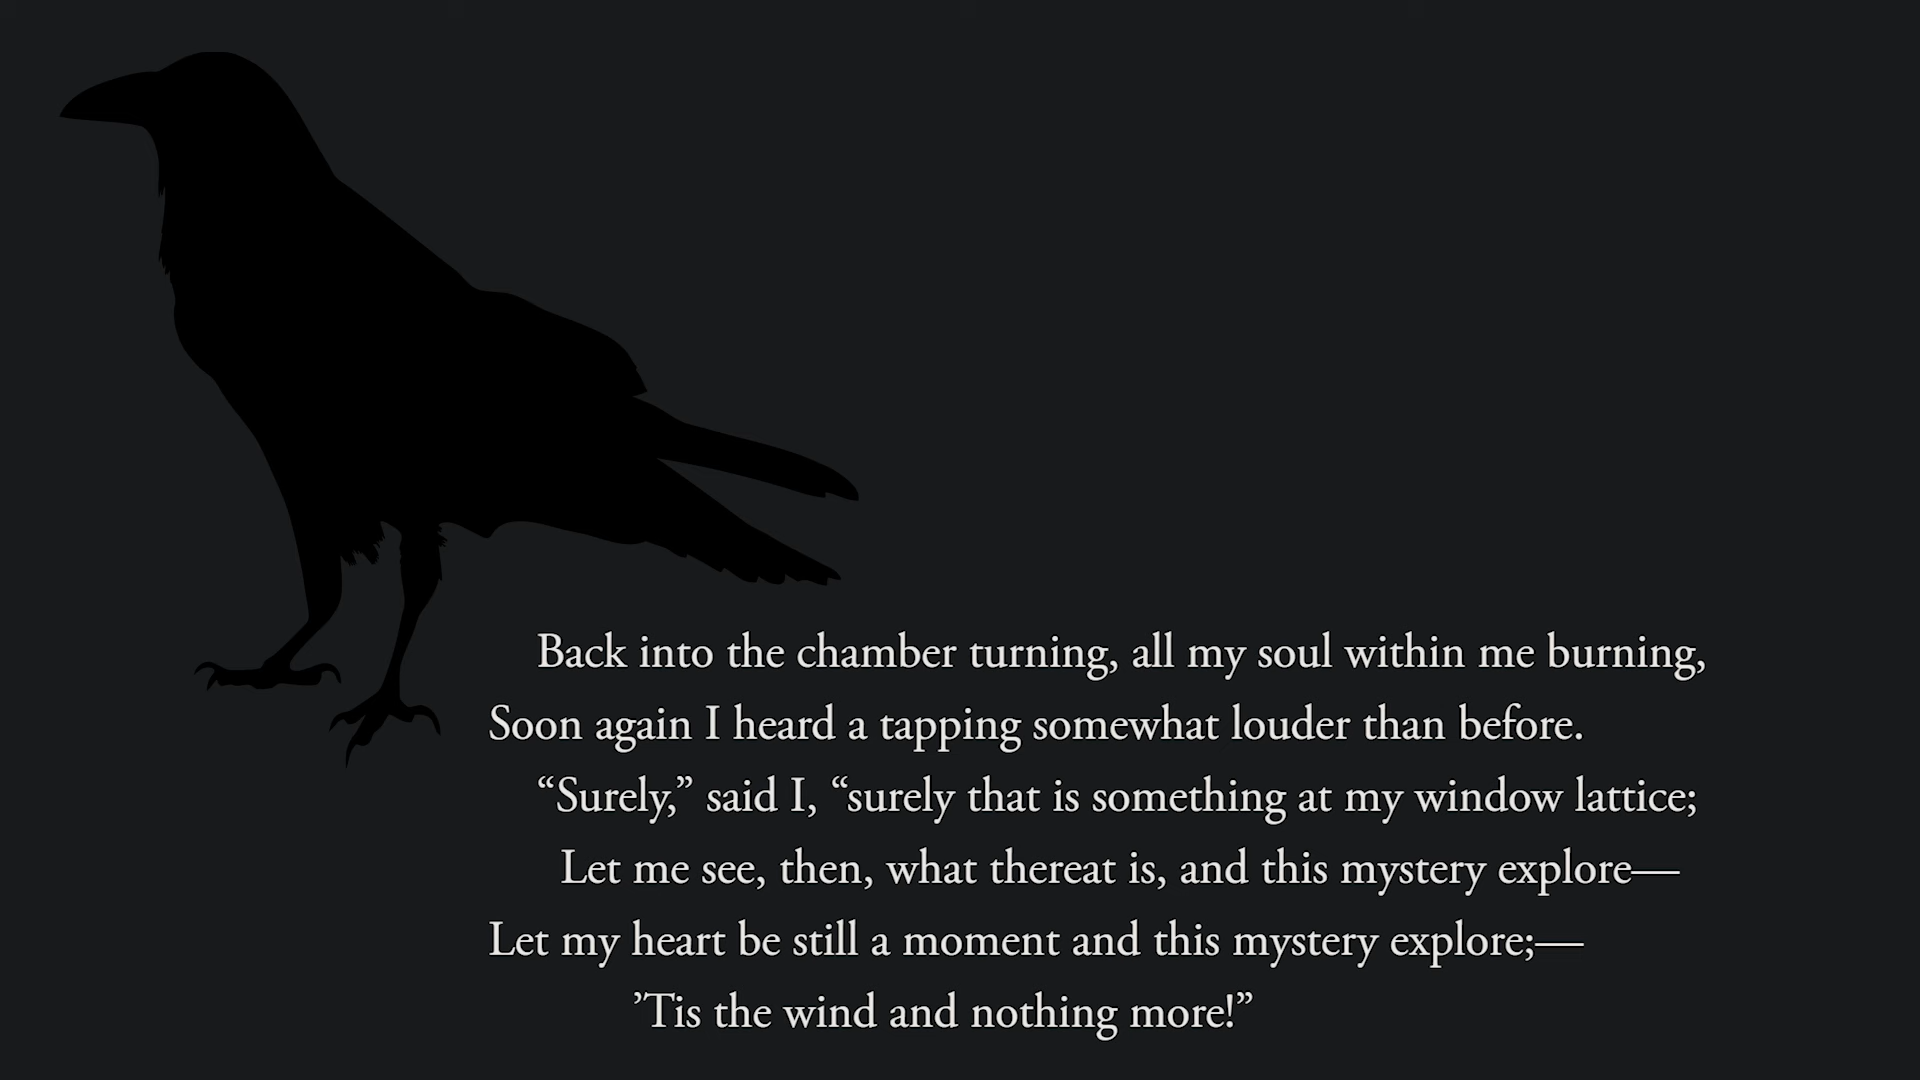 Back into the chamber turning, all my soul within me burning,
Soon again I heard a tapping somewhat louder than before.
“Surely,” said I, “surely that is something at my window lattice;
Let me see, then, what thereat is, and this mystery explore—
Let my heart be still a moment and this mystery explore;—
’Tis the wind and nothing more!”